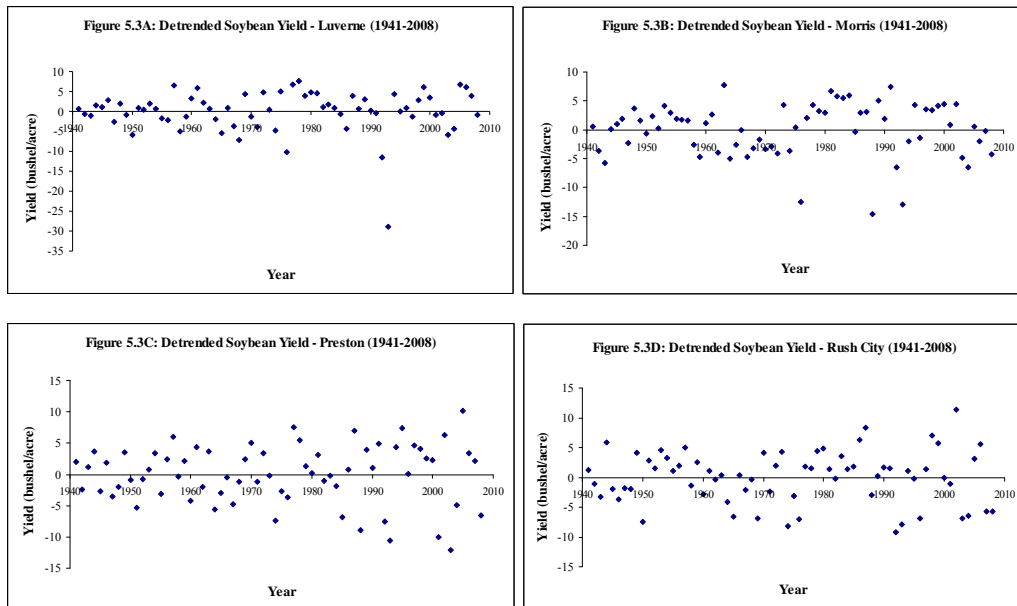 Figure 5.3A: Detrended Soybean Yield - Luverne (1941-2008)
Yield (bushel/acre)
10
5
0
-5
-10
-15
-20
-25
-30
-35
1940 1950 1960 1970 1980 1990 2000 2010
Year
Figure 5.3B: Detrended Soybean Yield - Morris (1941-2008)
Yield (bushel/acre)
10
5
0
-5
-10
-15
-20
1940 1950 1960 1970 1980 1990 2000 2010
Year
Figure 5.3C: Detrended Soybean Yield - Preston (1941-2008)
Yield (bushel/acre)
15
10
5
0
-5
-10
-15
1940 1950 1960 1970 1980 1990 2000 2010
Year
Figure 5.3D: Detrended Soybean Yield - Rush City (1941-2008)
Yield (bushel/acre)
15
10
5
0
-5
-10
-15
1940 1950 1960 1970 1980 1990 2000 2010
Year